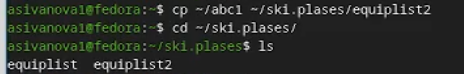 asivanova1@fedora:~$ cp ~/abc1 ~/ski.plases/equiplist2
asivanova1@fedora:~$ cd ~/ski.plases/
asivanova1@fedora:~/ski.plases$ ls
equiplist  equiplist2